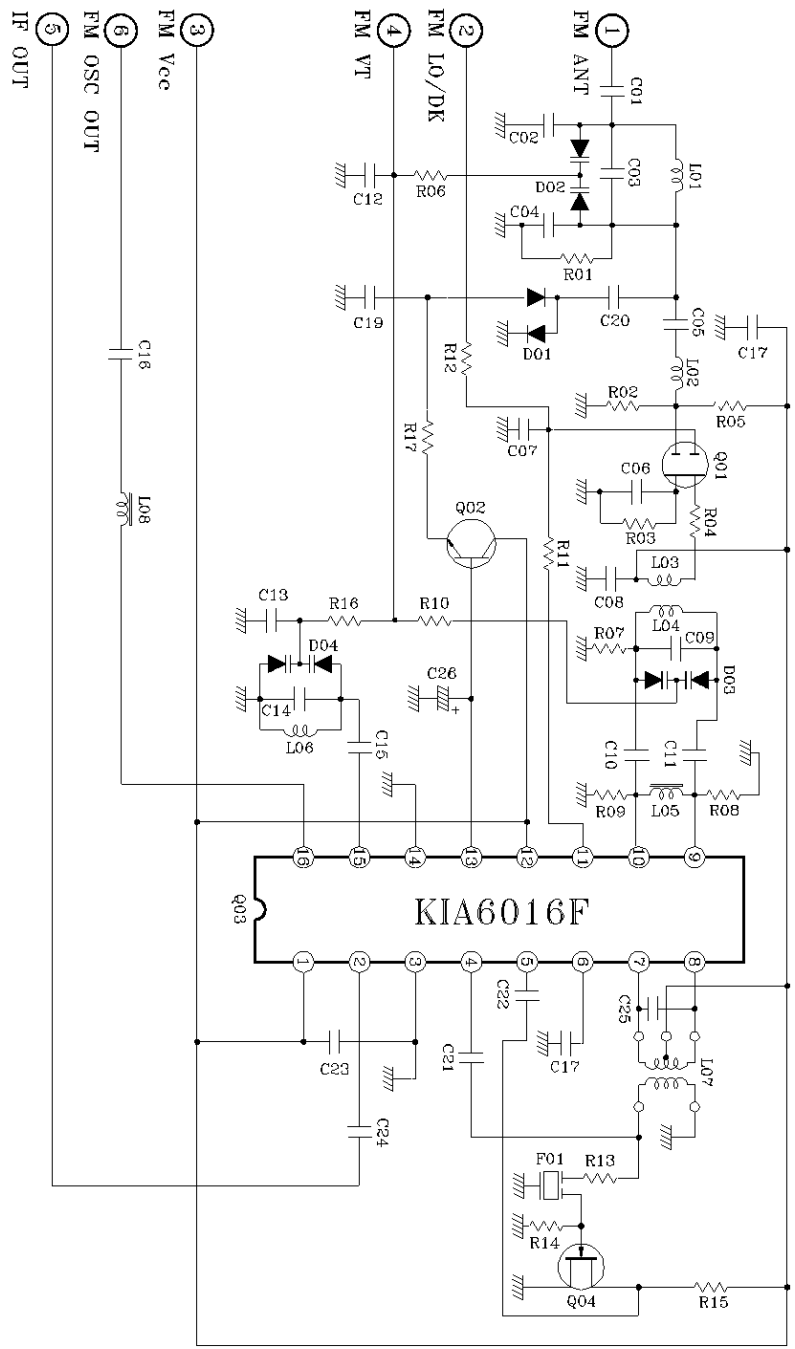 5
IF OUT
6
FM OSC OUT
3
FM Vcc
4
FM VT
2
FM LO/DK
1
FM ANT
C01
C02
D02
C03
L01
C12
R06
C04
R01
C19
D01
C20
C05
C17
C16
R12
L02
R02
R05
R17
C07
Q01
C06
L08
Q02
R03
R04
R11
L03
C08
C13
R16
R10
L04
R07
C09
D04
D03
C26
+
C14
L06
C15
C10
C11
R09
L05
R08
16
15
14
13
12
11
10
9
Q03
KIA6016F
1
2
3
4
5
6
7
8
C22
C25
C23
C21
C17
L07
C24
F01
R13
R14
Q04
R15